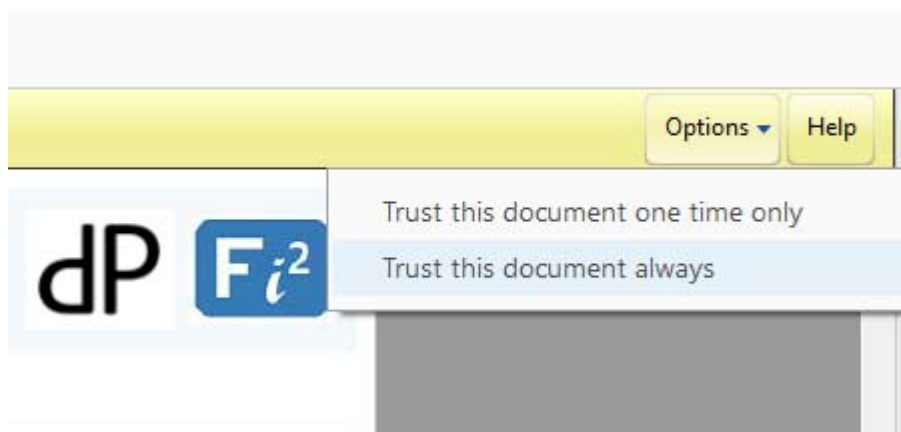 Options Help
Trust this document one time only
dP Fi²
Trust this document always